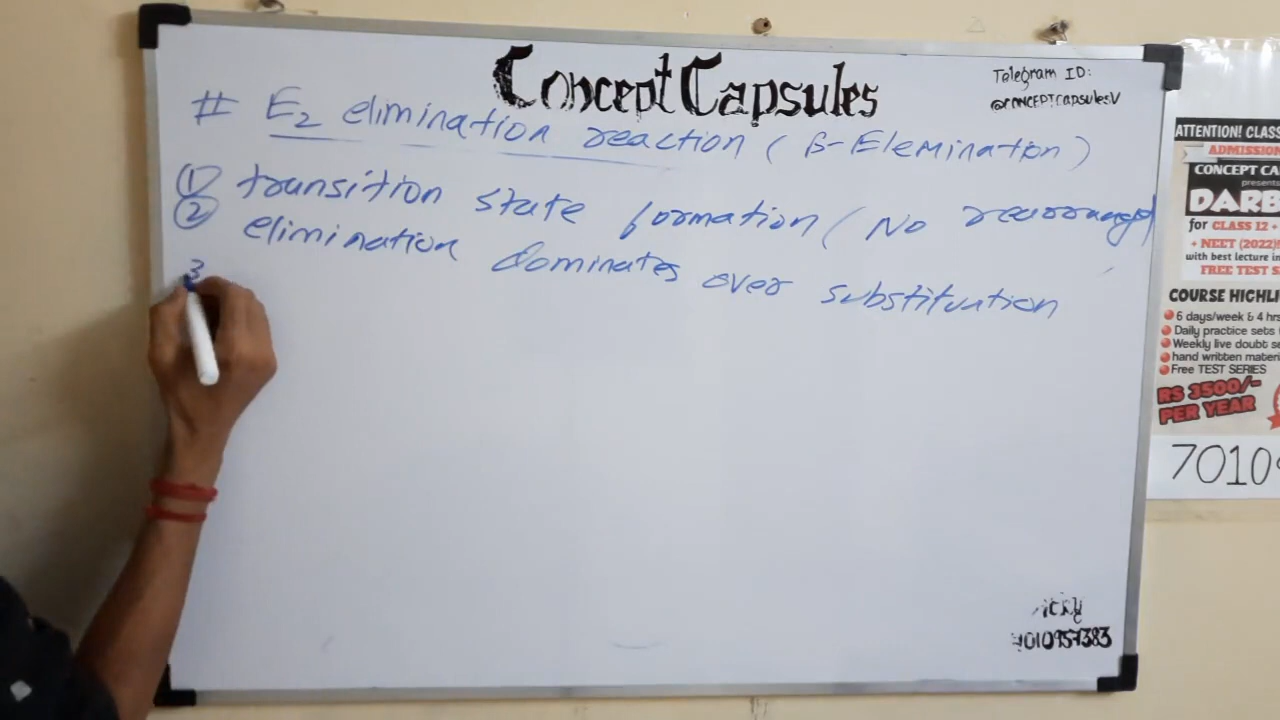 Concept Capsules
Telegram ID:
@CONCEPTCapsulesV
# E2 elimination reaction (β-Elemination)
① transition state formation (No rearrange)
② elimination dominates over substituation
3
ATTENTION! CLASS
ADMISSION
CONCEPT CA
presents
DARB
for CLASS 12 +
+ NEET (2022)
with best lecture in
FREE TEST S
COURSE HIGHLI
6 days/week & 4 hrs
Daily practice sets
Weekly live doubt se
hand written materi
Free TEST SERIES
RS 3500/-
PER YEAR
7010
7010957383